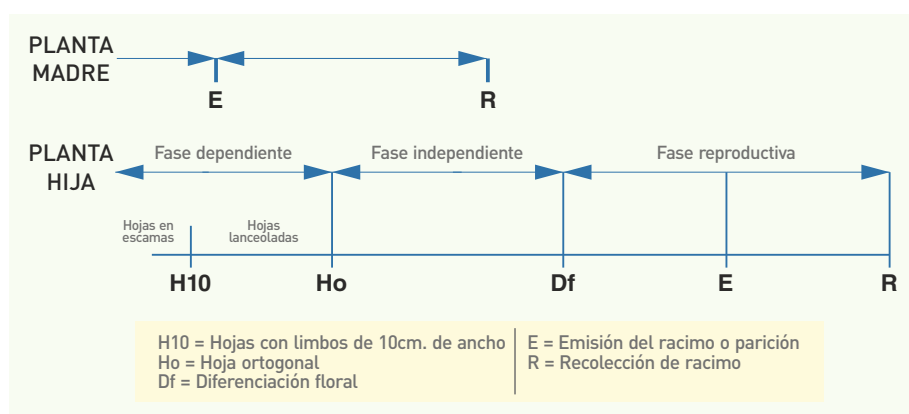 PLANTA
MADRE
E
R
PLANTA
HIJA
Fase dependiente
Fase independiente
Fase reproductiva
Hojas en
escamas
Hojas
lanceoladas
H10
Ho
Df
E
R
H10 = Hojas con limbos de 10cm. de ancho
Ho = Hoja ortogonal
Df = Diferenciación floral
E = Emisión del racimo o parición
R = Recolección de racimo